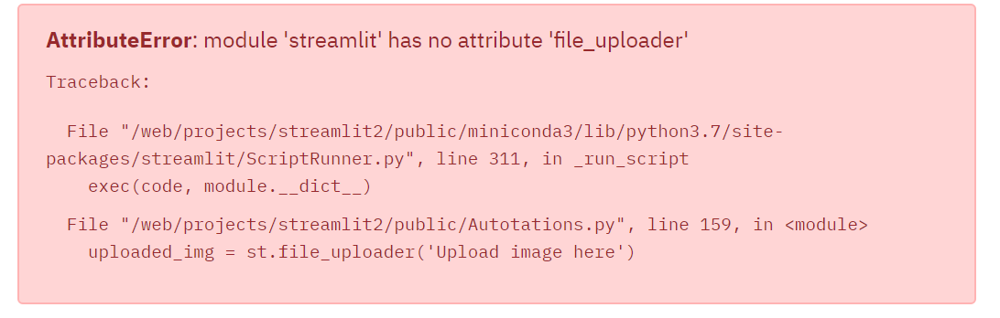 AttributeError: module 'streamlit' has no attribute 'file_uploader'
Traceback:
File "/web/projects/streamlit2/public/miniconda3/lib/python3.7/site-
packages/streamlit/ScriptRunner.py", line 311, in _run_script
exec(code, module.__dict__)
File "/web/projects/streamlit2/public/Autotations.py", line 159, in <module>
uploaded_img = st.file_uploader('Upload image here')